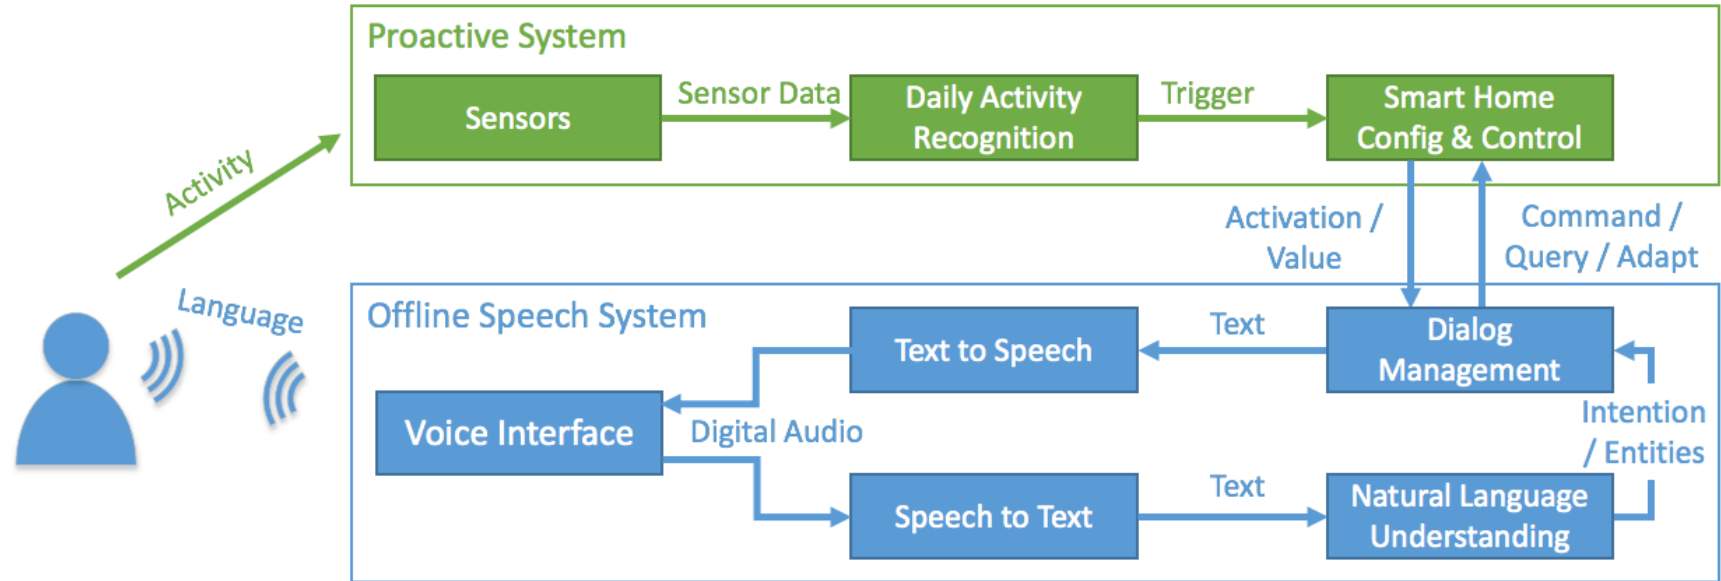 Proactive System
Sensors
Sensor Data
Daily Activity
Recognition
Trigger
Smart Home
Config & Control
Activity
Activation /
Value
Command /
Query / Adapt
Language
Offline Speech System
Text to Speech
Text
Dialog
Management
Voice Interface
Digital Audio
Intention
/ Entities
Speech to Text
Text
Natural Language
Understanding